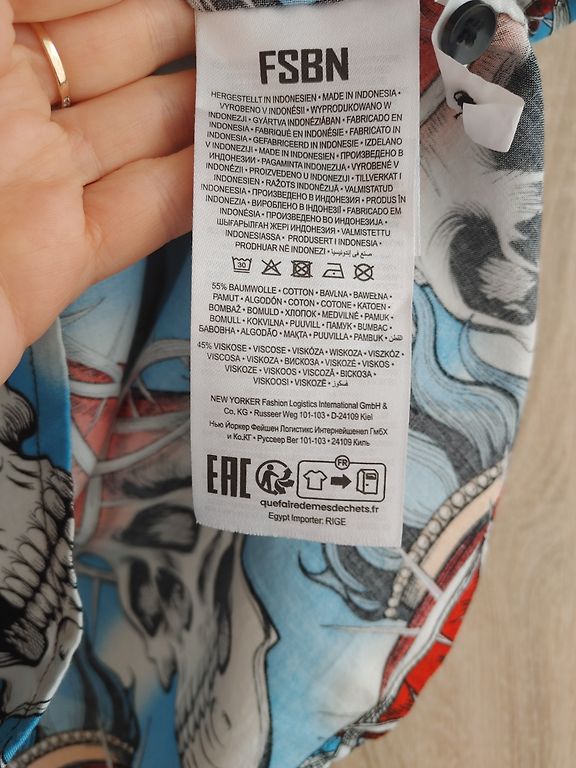 FSBN
HERGESTELLT IN INDONESIEN • MADE IN INDONESIA •
VYROBENO V INDONÉSII • WYPRODUKOWANO W
INDONEZJI • GYÁRTVA INDONÉZIÁBAN • FABRICADO EN
INDONESIA • FABRIQUÉ EN INDONÉSIE • FABRICATO IN
INDONESIA • GEFABRICEERD IN INDONESIE • IZDELANO
V INDONEZIJI • MADE IN INDONESIEN • ПРОИЗВЕДЕНО В
ИНДОНЕЗИИ • PAGAMINTA INDONEZIJA • VYROBENÉ V
INDONÉZII • PROIZVEDENO U INDONEZIJI • TILLVERKAT I
INDONESIEN • RAŽOTS INDONĒZIJĀ • VALMISTATUD
INDONEESIA • ПРОИЗВЕДЕНО В ИНДОНЕЗИЯ • PRODUS ÎN
INDONEZIA • ВИРОБЛЕНО В ІНДОНЕЗІЇ • FABRICADO EM
INDONÉSIA • ПРОИЗВЕДЕНО ВО ИНДОНЕЗИЈА •
ШЫҒАРЫЛҒАН ЖЕРІ ИНДОНЕЗИЯ • VALMISTETTU
INDONESIASSA • PRODUSERT I INDONESIA •
PRODHUAR NË INDONEZI • صنع في إندونيسيا
30
55% BAUMWOLLE • COTTON • BAVLNA • BAWEŁNA •
PAMUT • ALGODÓN • COTON • COTONE • KATOEN •
BOMBAŽ • BOMULD • ХЛОПОК • MEDVILNĖ • PAMUK •
BOMULL • KOKVILNA • PUUVILL • ПАМУК • BUMBAC •
БАВОВНА • ALGODÃO • МАҚТА • PUUVILLA • PAMBUK • القطن
45% VISKOSE • VISCOSE • VISKÓZA • WISKOZA • VISZKÓZ •
VISCOSA • VISKOZA • ВИСКОЗА • VISKOZĖ • VISKOS •
VISKOZE • VISKOOS • VISCOZĂ • ВІСКОЗА •
VISKOOSI • VISKOZË • فسكوز
NEW YORKER Fashion Logistics International GmbH &
Co, KG • Russeer Weg 101-103 • D-24109 Kiel
Нью Йоркер Фейшен Логистикс Интернейшенел ГмбХ
и Ко.КГ • Руссеер Вег 101-103 • 24109 Киль
EAC
FR
quefairedemesdechets.fr
Egypt Importer: RIGE